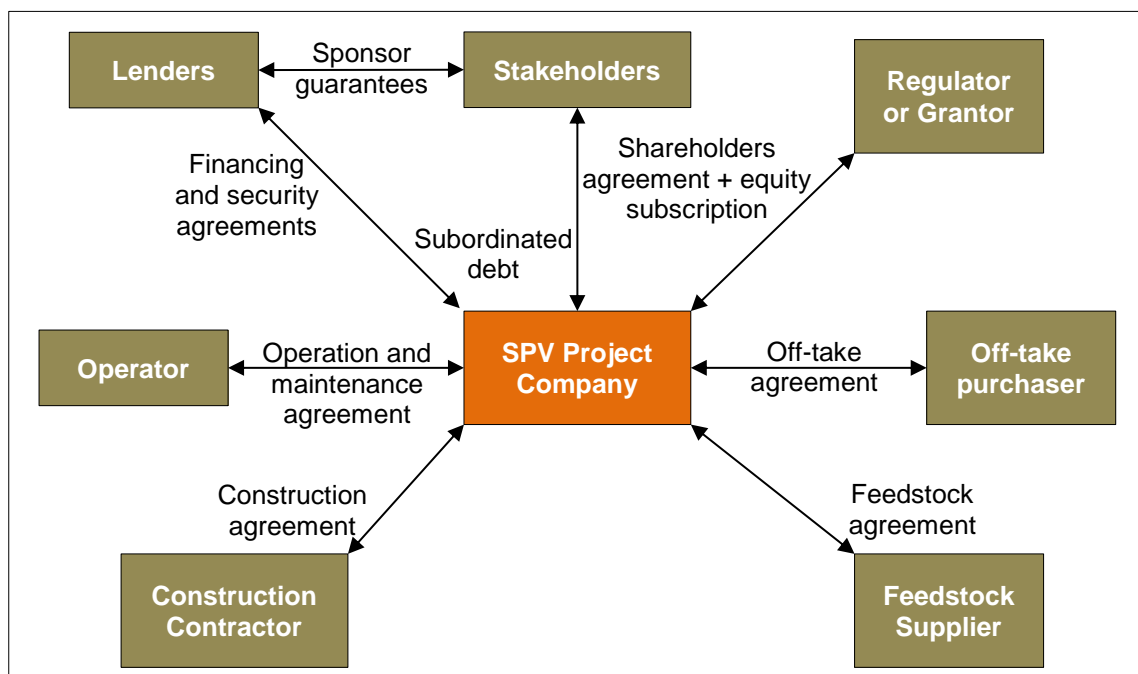 Lenders
Sponsor
guarantees
Stakeholders
Regulator
or Grantor
Financing
and security
agreements
Shareholders
agreement + equity
subscription
Subordinated
debt
Operator
Operation and
maintenance
agreement
SPV Project
Company
Off-take
agreement
Off-take
purchaser
Construction
agreement
Feedstock
agreement
Construction
Contractor
Feedstock
Supplier